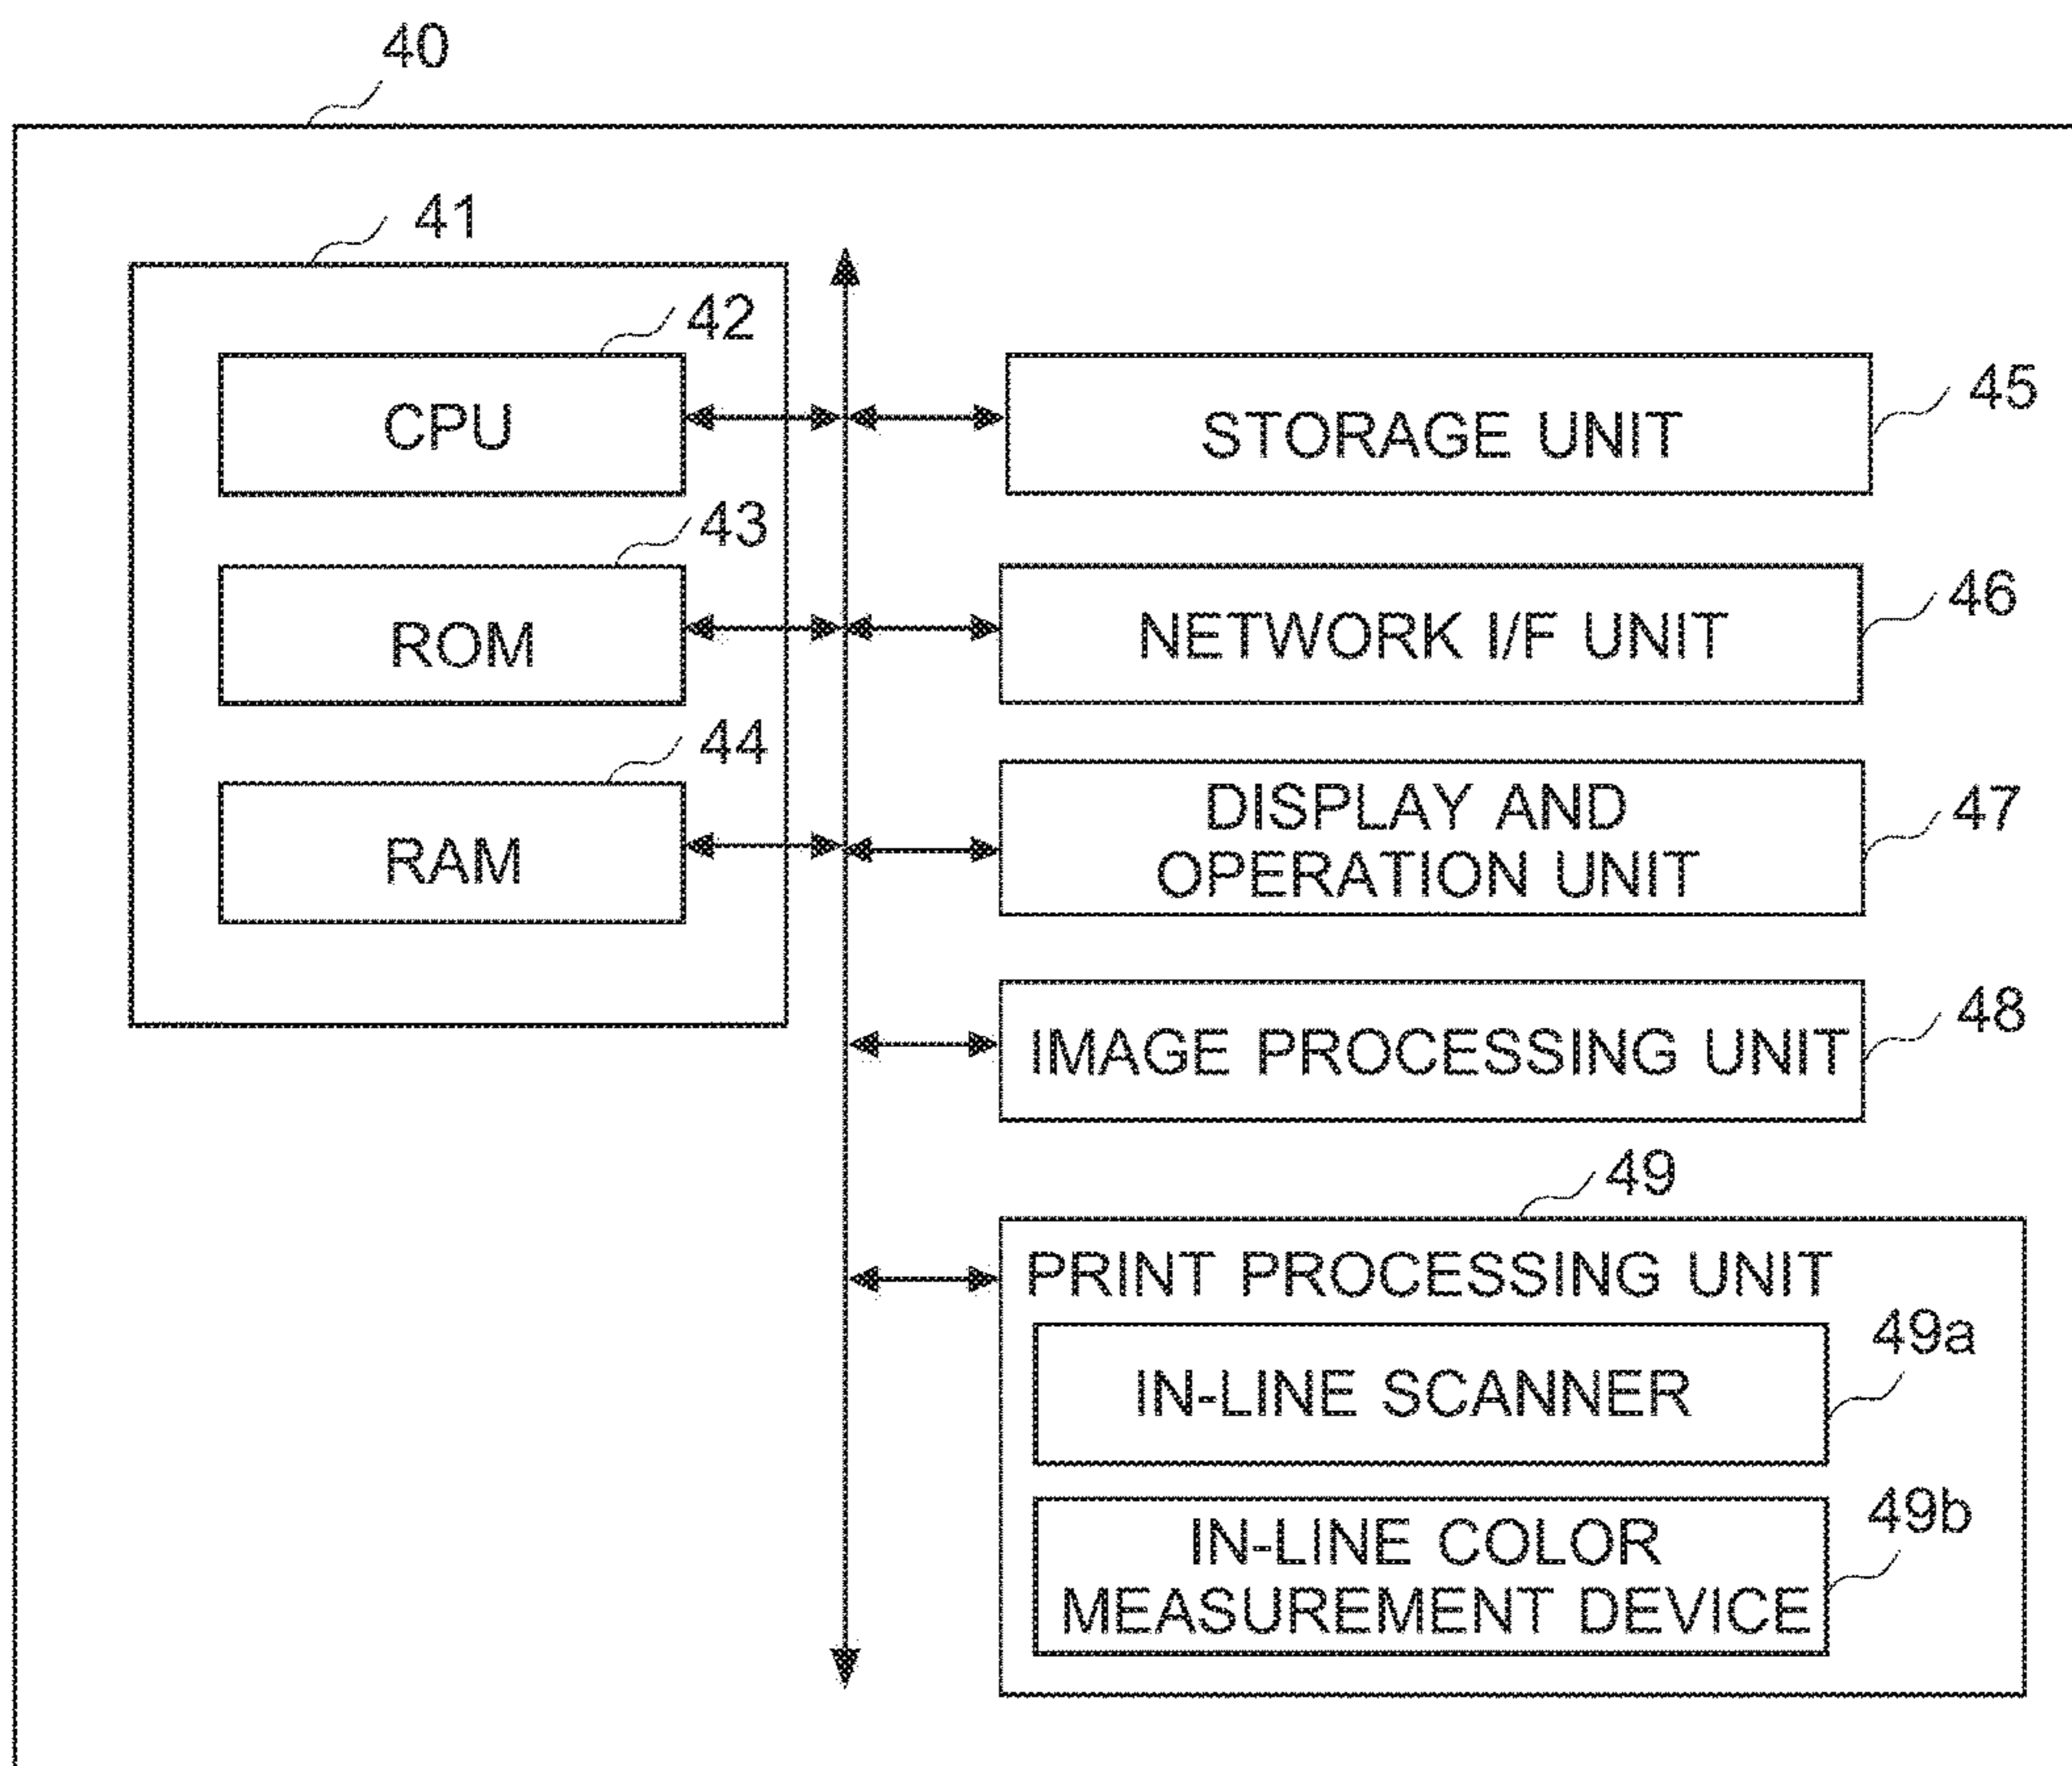 40
41
42
CPU
43
ROM
44
RAM
STORAGE UNIT
45
NETWORK I/F UNIT
46
DISPLAY AND
OPERATION UNIT
47
IMAGE PROCESSING UNIT
48
49
PRINT PROCESSING UNIT
49a
IN-LINE SCANNER
49b
IN-LINE COLOR
MEASUREMENT DEVICE